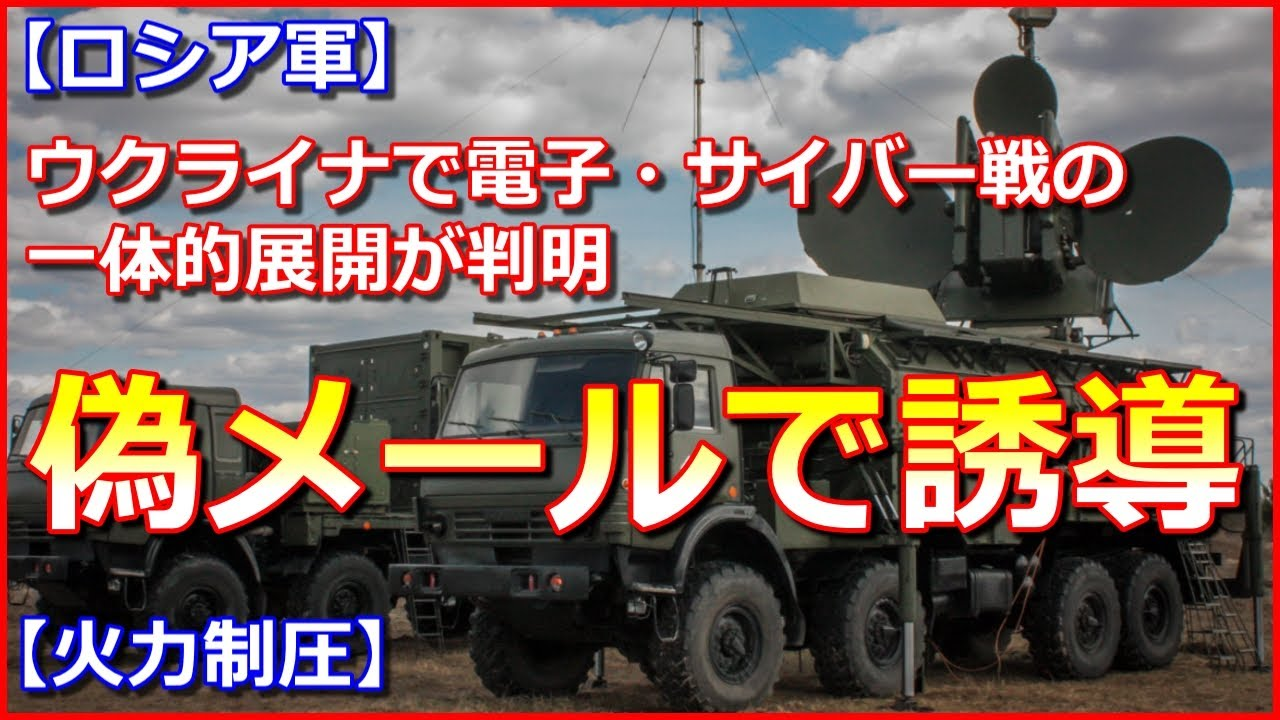 【ロシア軍】
ウクライナで電子・サイバー戦の
一体的展開が判明
偽メールで誘導
【火力制圧】